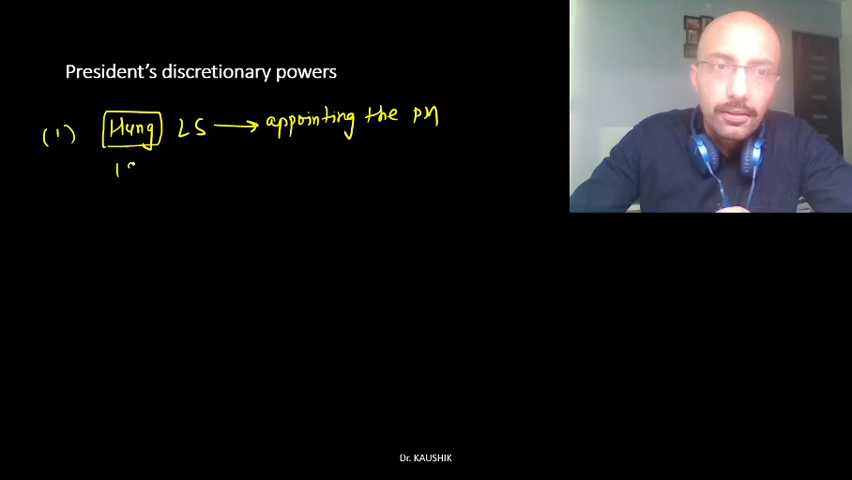 President's discretionary powers
(1) Hung LS → appointing the PM
Dr. KAUSHIK